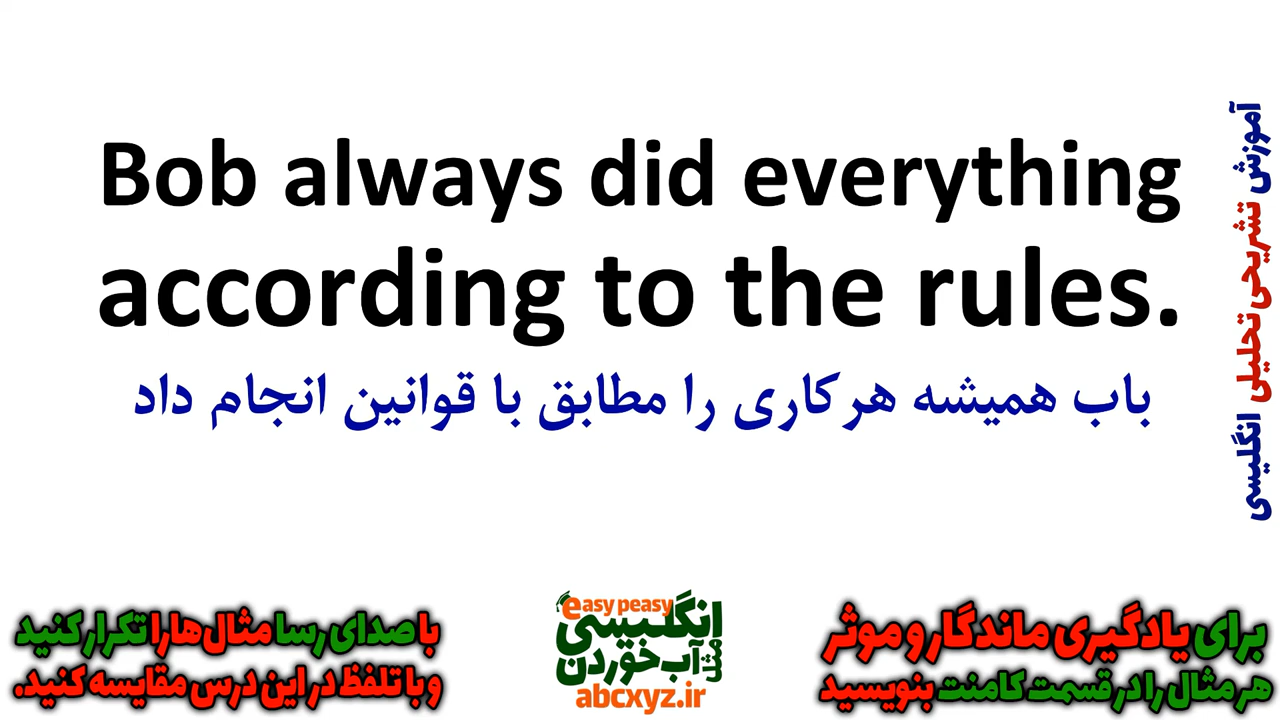 Bob always did everything
according to the rules.
باب همیشه هر کاری را مطابق با قوانین انجام داد
آموزش تشریحی تحلیلی انگلیسی
با صدای رسا مثال‌ها را تکرار کنید
و با تلفظ در این درس مقایسه کنید.
easy peasy
انگلیسی
مثل
آب خوردن
abcxyz.ir
برای یادگیری ماندگار و موثر
هر مثال را در قسمت کامنت بنویسید